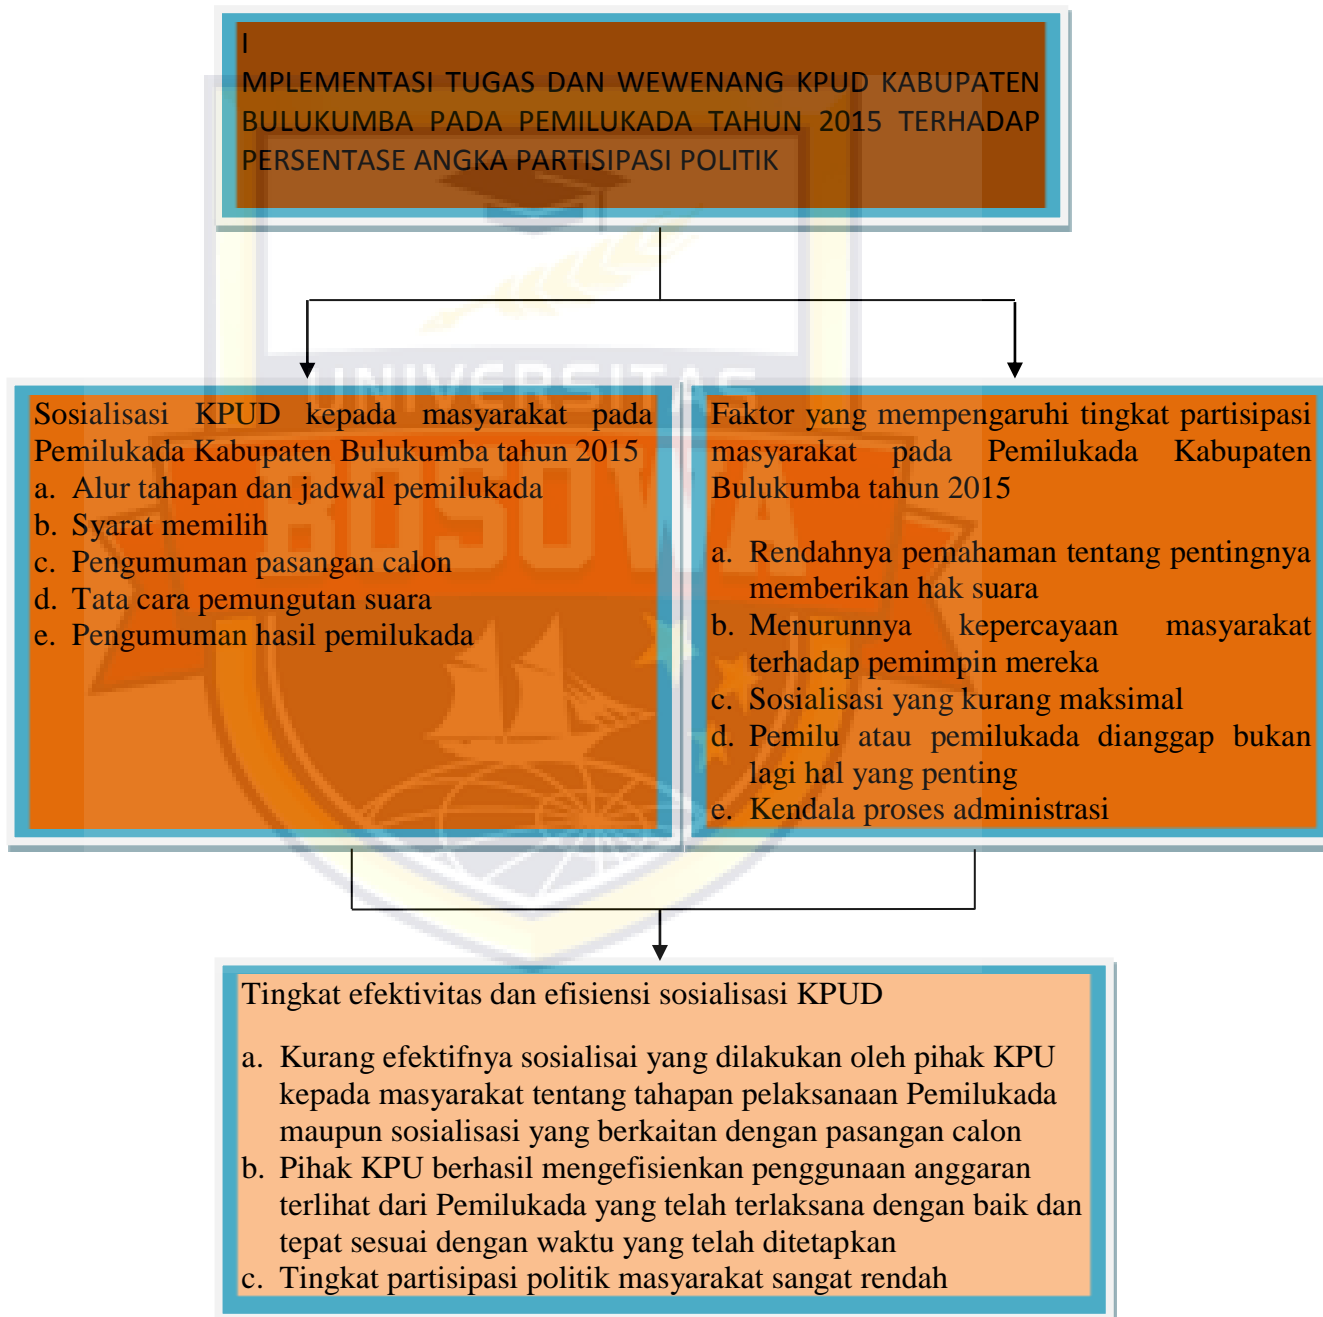 I
MPLEMENTASI TUGAS DAN WEWENANG KPUD KABUPATEN
BULUKUMBA PADA PEMILUKADA TAHUN 2015 TERHADAP
PERSENTASE ANGKA PARTISIPASI POLITIK
UNIVERSITAS
BOSOWA
Sosialisasi KPUD kepada masyarakat pada
Pemilukada Kabupaten Bulukumba tahun 2015
a. Alur tahapan dan jadwal pemilukada
b. Syarat memilih
c. Pengumuman pasangan calon
d. Tata cara pemungutan suara
e. Pengumuman hasil pemilukada
Faktor yang mempengaruhi tingkat partisipasi
masyarakat pada Pemilukada Kabupaten
Bulukumba tahun 2015
a. Rendahnya pemahaman tentang pentingnya
memberikan hak suara
b. Menurunnya kepercayaan masyarakat
terhadap pemimpin mereka
c. Sosialisasi yang kurang maksimal
d. Pemilu atau pemilukada dianggap bukan
lagi hal yang penting
e. Kendala proses administrasi
Tingkat efektivitas dan efisiensi sosialisasi KPUD
a. Kurang efektifnya sosialisai yang dilakukan oleh pihak KPU
kepada masyarakat tentang tahapan pelaksanaan Pemilukada
maupun sosialisasi yang berkaitan dengan pasangan calon
b. Pihak KPU berhasil mengefisienkan penggunaan anggaran
terlihat dari Pemilukada yang telah terlaksana dengan baik dan
tepat sesuai dengan waktu yang telah ditetapkan
c. Tingkat partisipasi politik masyarakat sangat rendah